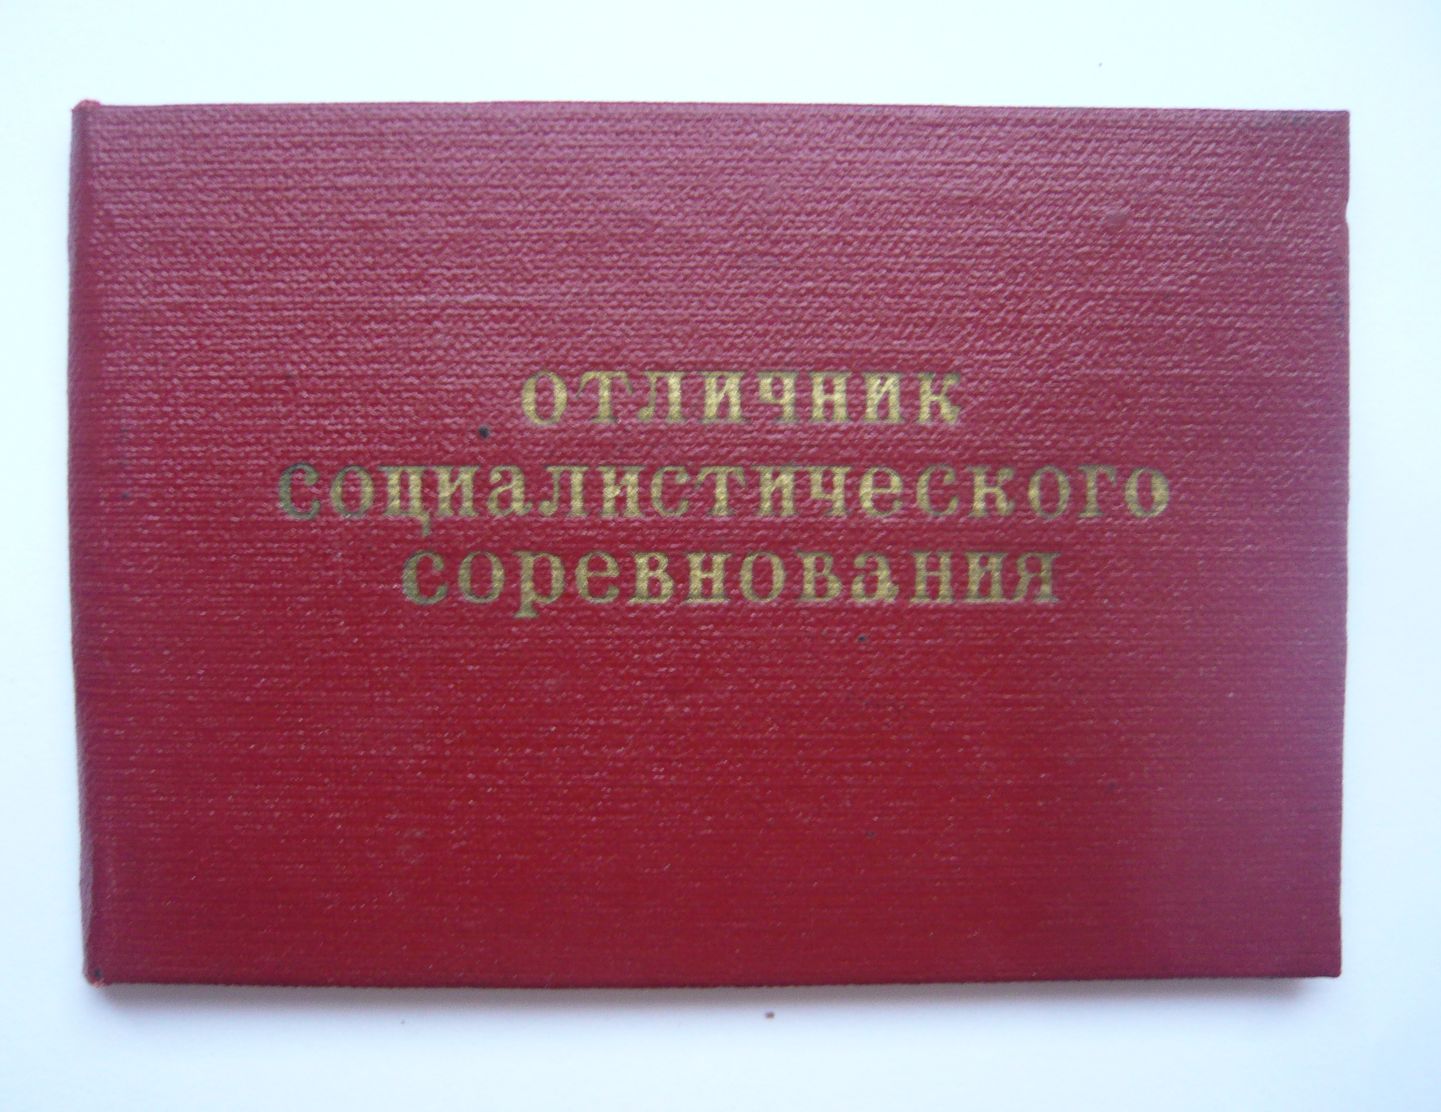 отличник
социалистического
соревнования